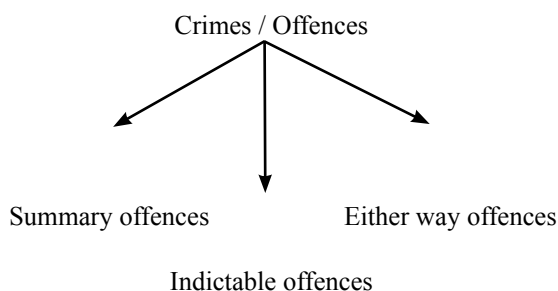 Crimes / Offences
Summary offences
Either way offences
Indictable offences